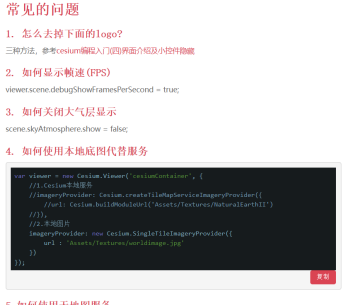 常见的问题
1. 怎么去掉下面的logo?
三种方法，参考cesium编程入门(四)界面介绍及小控件隐藏
2. 如何显示帧速(FPS)
viewer.scene.debugShowFramesPerSecond = true;
3. 如何关闭大气层显示
scene.skyAtmosphere.show = false;
4. 如何使用本地底图代替服务
var viewer = new Cesium.Viewer('cesiumContainer', {
//1.Cesium本地服务
//imageryProvider: Cesium.createTileMapServiceImageryProvider({
//url: Cesium.buildModuleUrl('Assets/Textures/NaturalEarthII')
//}),
//2.本地图片
imageryProvider: new Cesium.SingleTileImageryProvider({
url : 'Assets/Textures/worldimage.jpg'
})
});
复制
5. 如何使用天地图服务